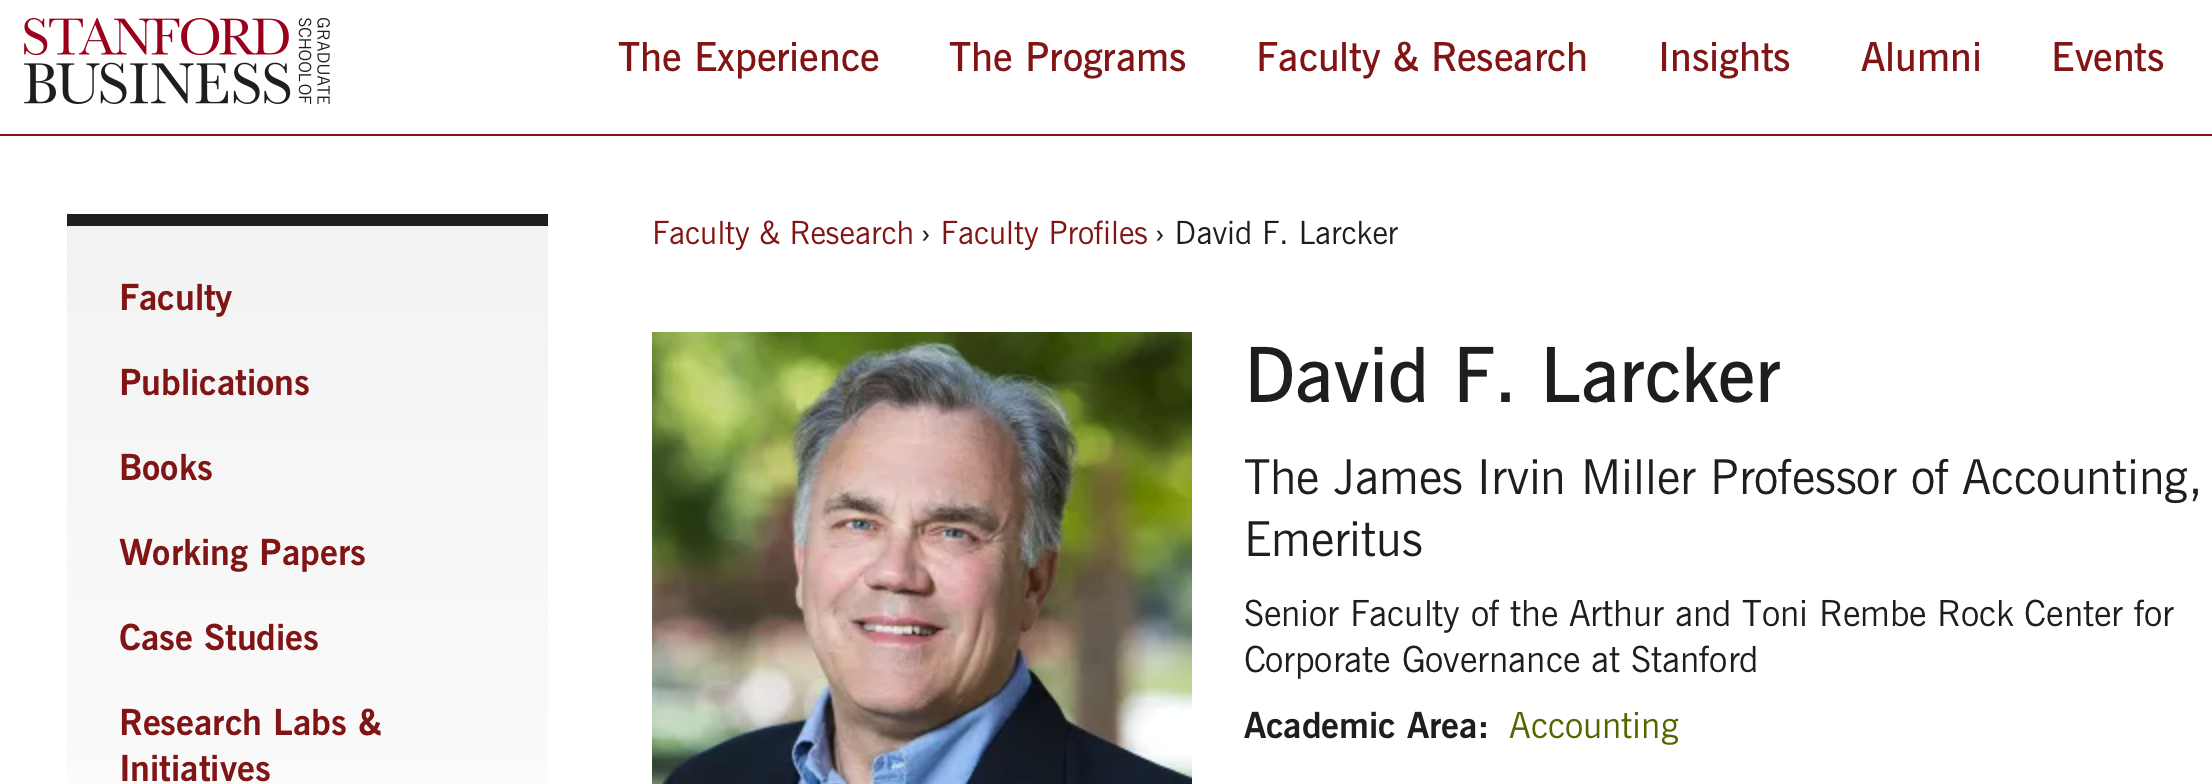 STANFORD
BUSINESS
GRADUATE
SCHOOL OF
The Experience
The Programs
Faculty & Research
Insights
Alumni
Events
Faculty
Publications
Books
Working Papers
Case Studies
Research Labs &
Initiatives
Faculty & Research › Faculty Profiles › David F. Larcker
David F. Larcker
The James Irvin Miller Professor of Accounting,
Emeritus
Senior Faculty of the Arthur and Toni Rembe Rock Center for
Corporate Governance at Stanford
Academic Area: Accounting